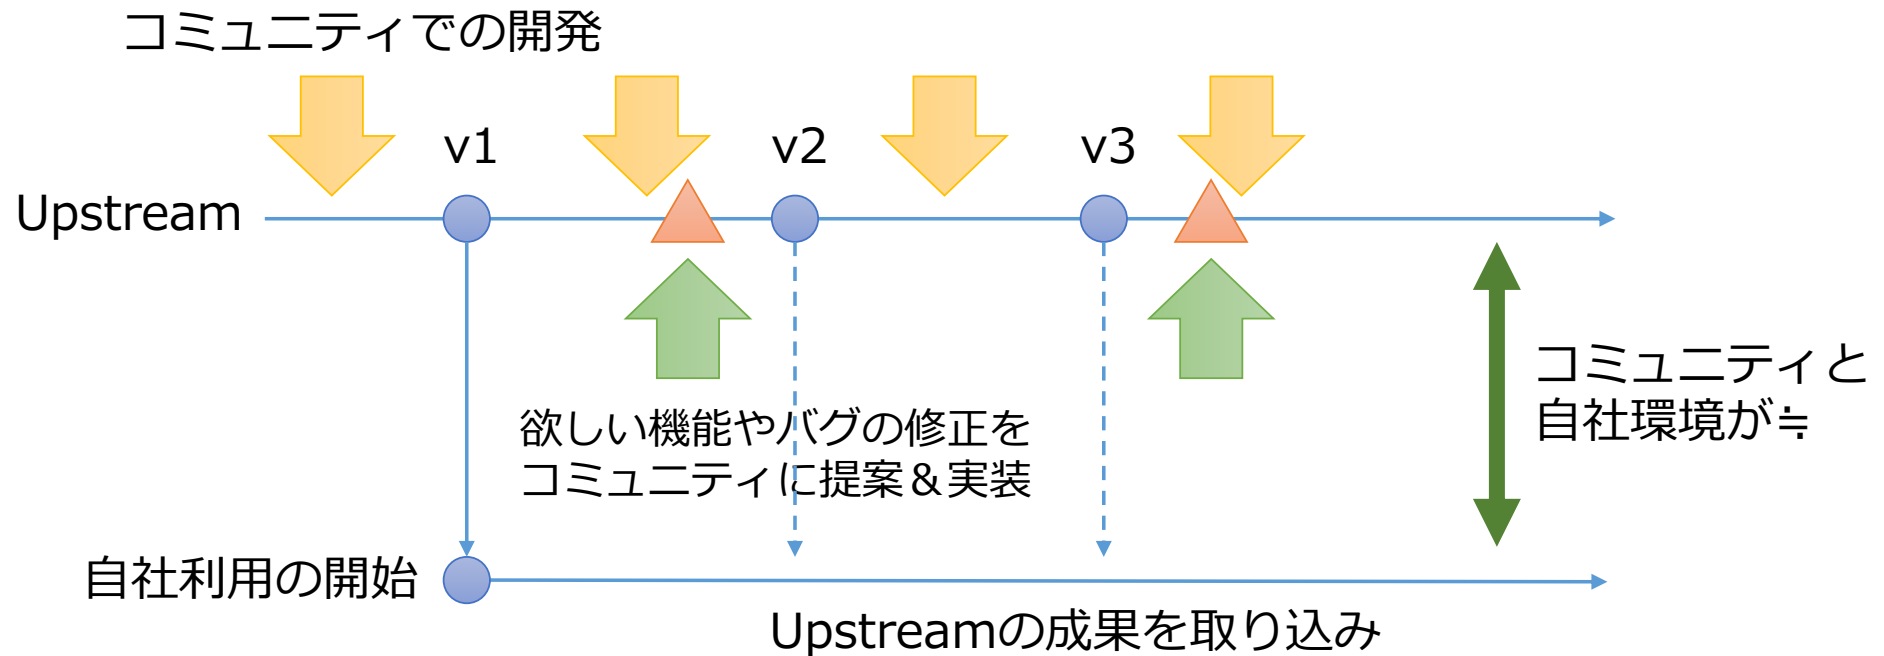 コミュニティでの開発
v1
v2
v3
Upstream
コミュニティと
自社環境が≒
欲しい機能やバグの修正を
コミュニティに提案＆実装
自社利用の開始
Upstreamの成果を取り込み